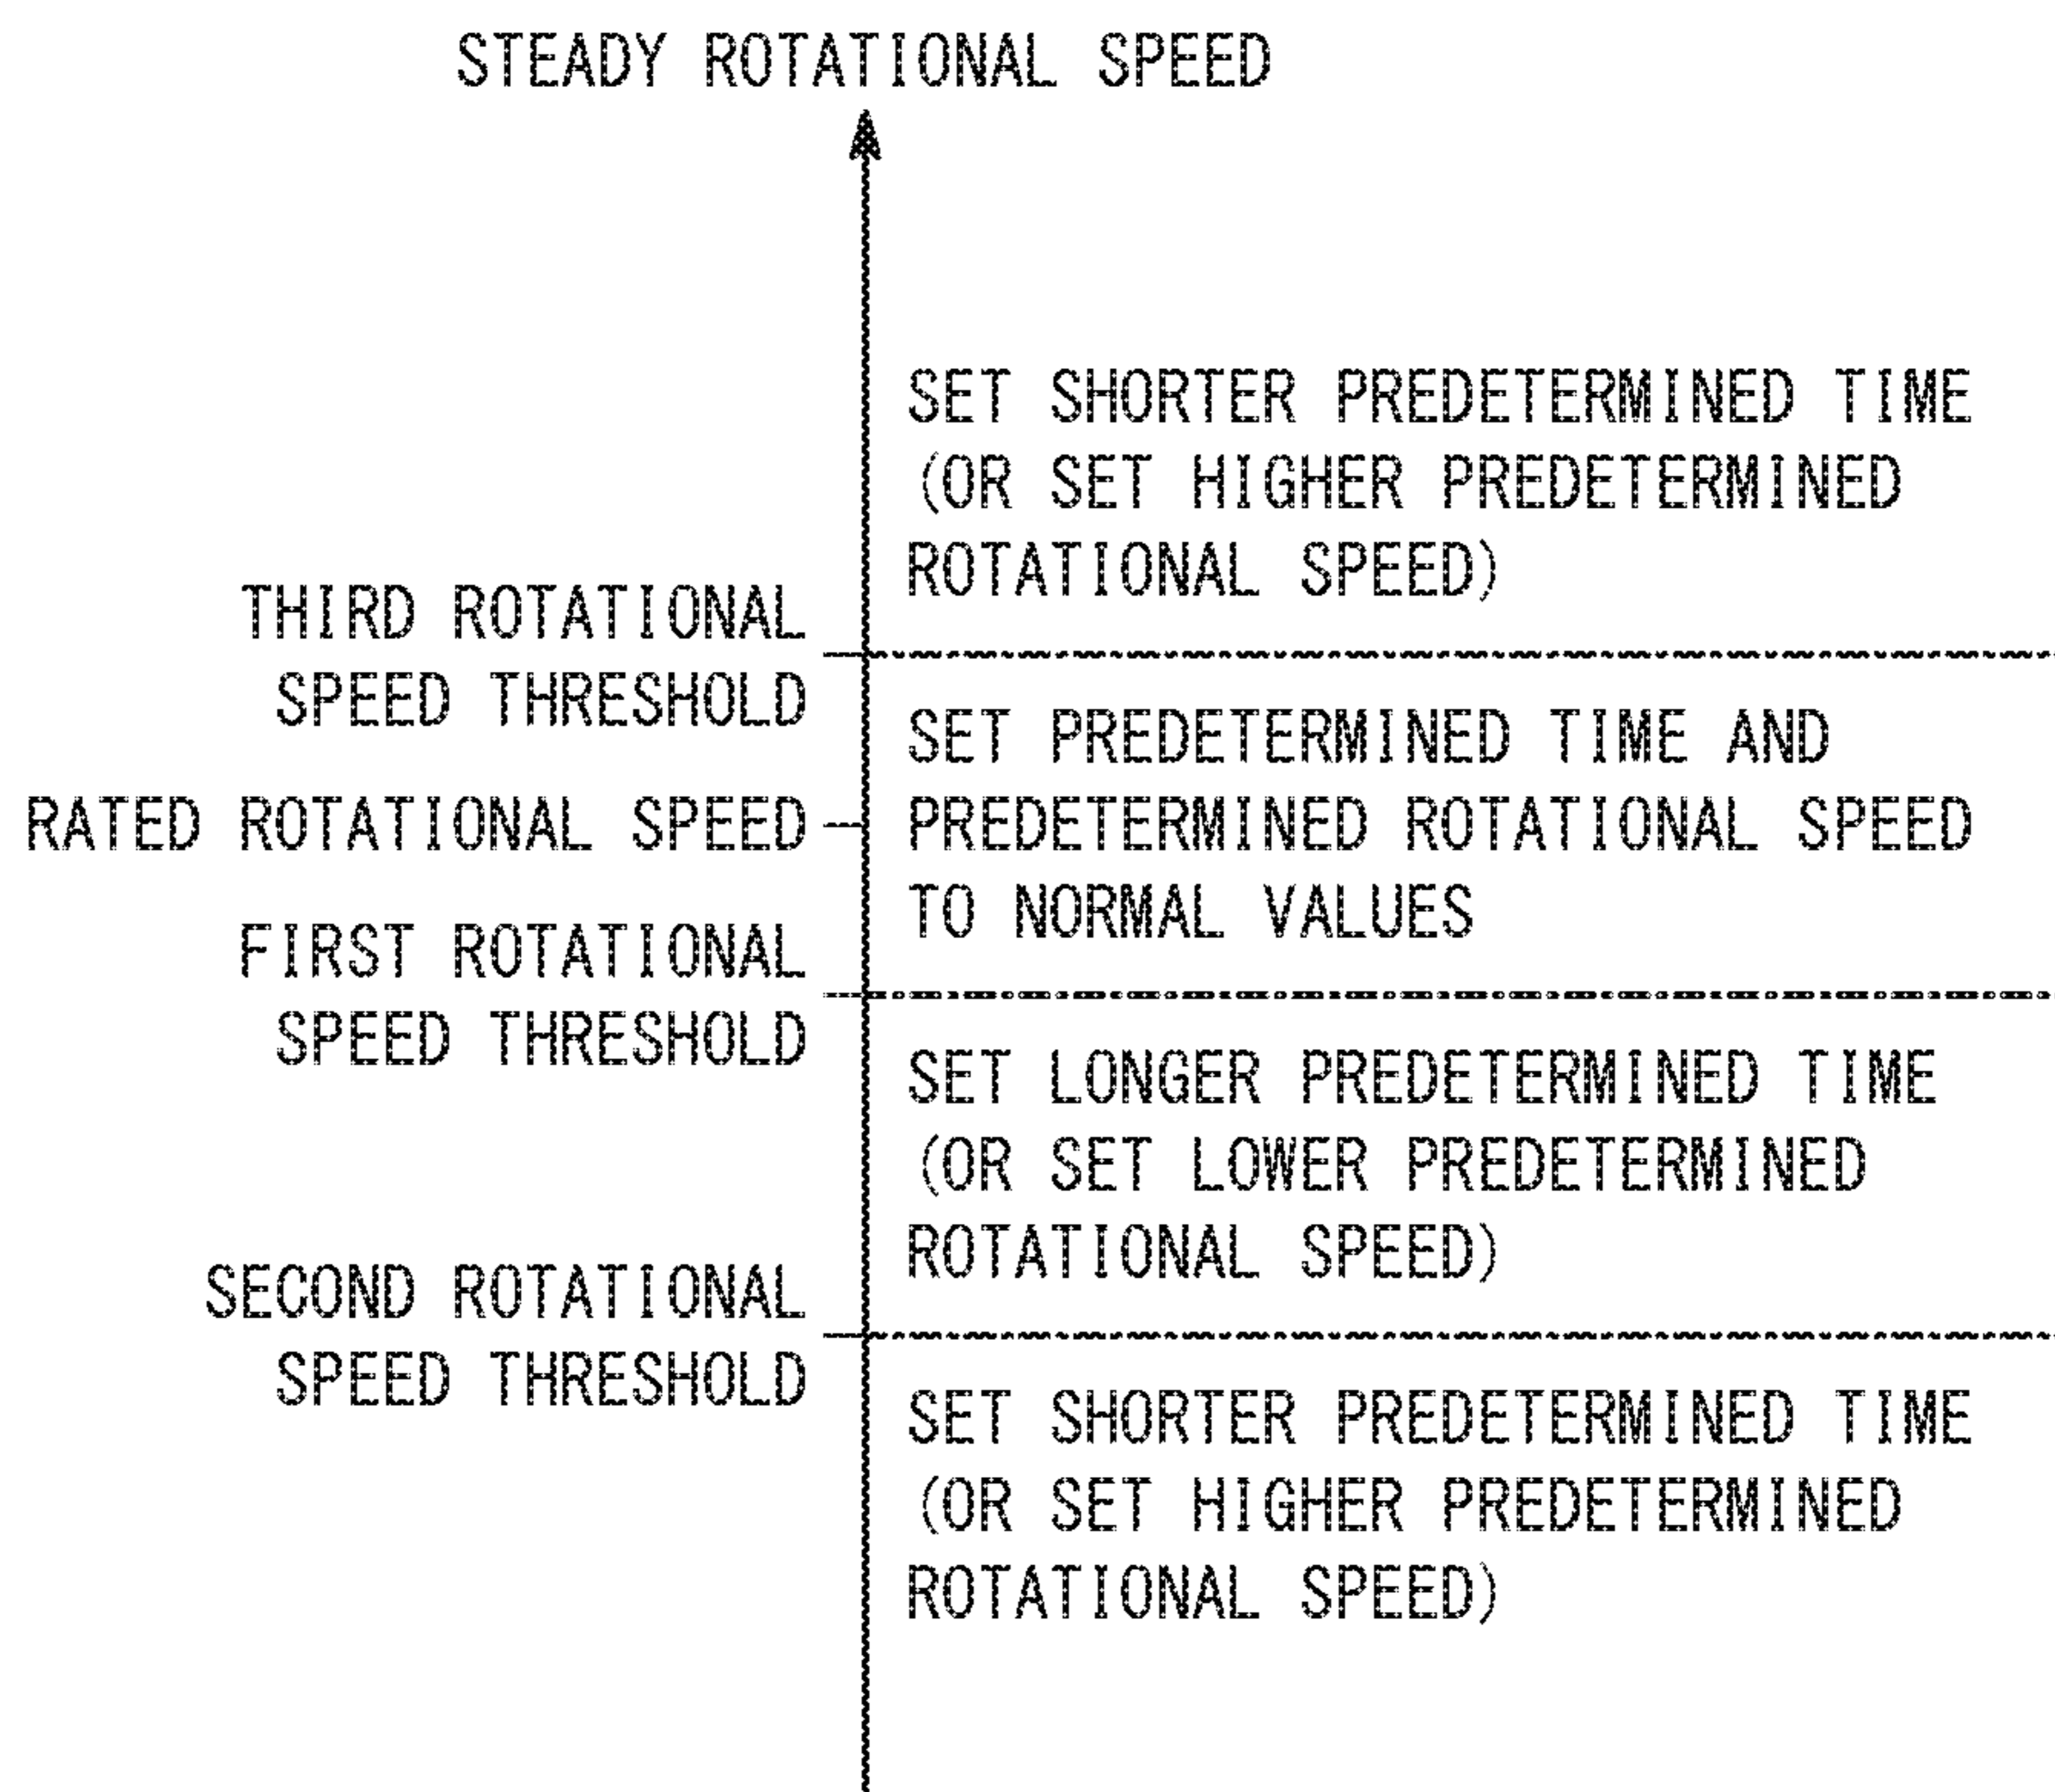 STEADY ROTATIONAL SPEED
SET SHORTER PREDETERMINED TIME
(OR SET HIGHER PREDETERMINED
ROTATIONAL SPEED)
THIRD ROTATIONAL
SPEED THRESHOLD
SET PREDETERMINED TIME AND
PREDETERMINED ROTATIONAL SPEED
TO NORMAL VALUES
RATED ROTATIONAL SPEED
FIRST ROTATIONAL
SPEED THRESHOLD
SET LONGER PREDETERMINED TIME
(OR SET LOWER PREDETERMINED
ROTATIONAL SPEED)
SECOND ROTATIONAL
SPEED THRESHOLD
SET SHORTER PREDETERMINED TIME
(OR SET HIGHER PREDETERMINED
ROTATIONAL SPEED)